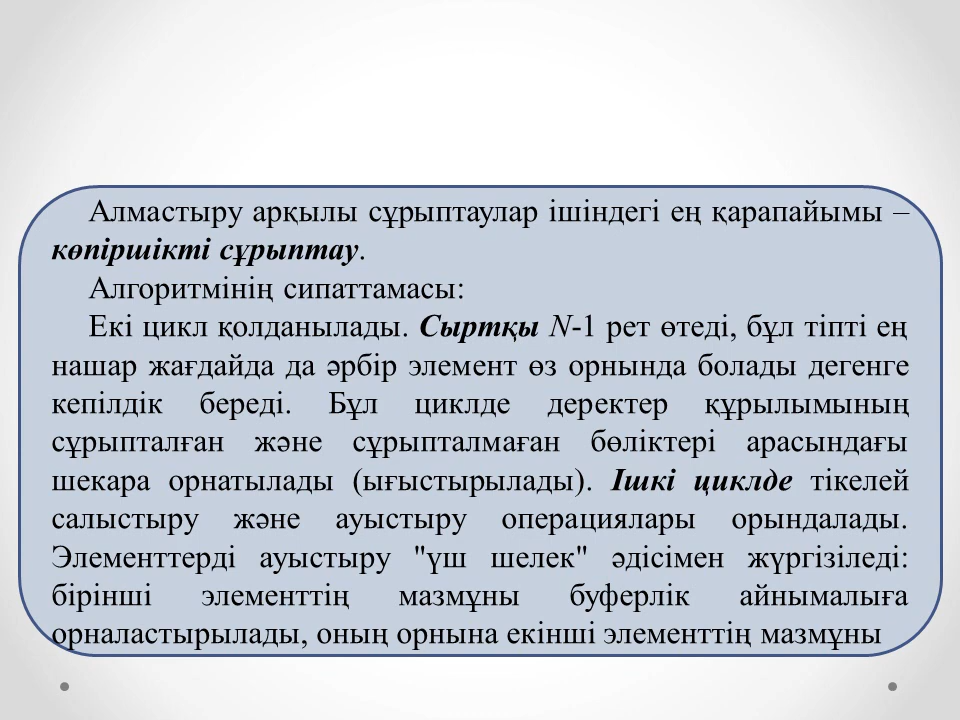 Алмастыру арқылы сұрыптаулар ішіндегі ең қарапайымы –
көпіршікті сұрыптау.
Алгоритмінің сипаттамасы:
Екі цикл қолданылады. Сыртқы N-1 рет өтеді, бұл тіпті ең
нашар жағдайда да әрбір элемент өз орнында болады дегенге
кепілдік береді. Бұл циклде деректер құрылымының
сұрыпталған және сұрыпталмаған бөліктері арасындағы
шекара орнатылады (ығыстырылады). Ішкі циклде тікелей
салыстыру және ауыстыру операциялары орындалады.
Элементтерді ауыстыру "үш шелек" әдісімен жүргізіледі:
бірінші элементтің мазмұны буферлік айнымалыға
орналастырылады, оның орнына екінші элементтің мазмұны